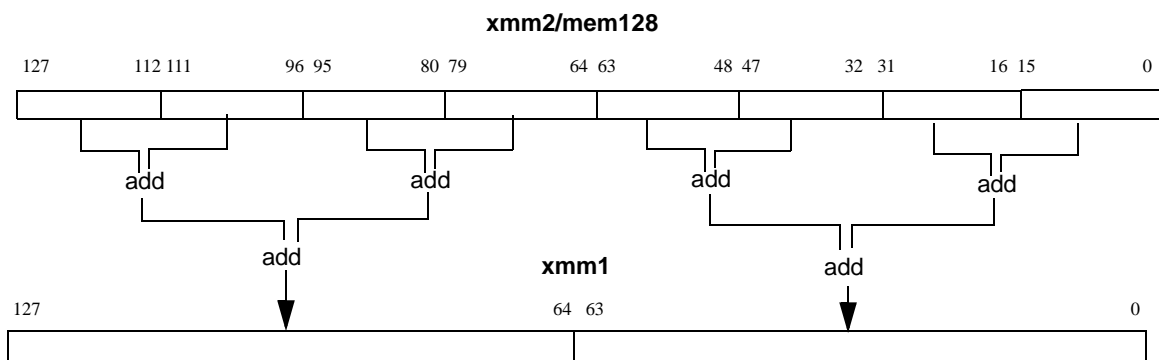 xmm2/mem128
127 112 111 96 95 80 79 64 63 48 47 32 31 16 15 0
add add add add
add add
xmm1
127 64 63 0